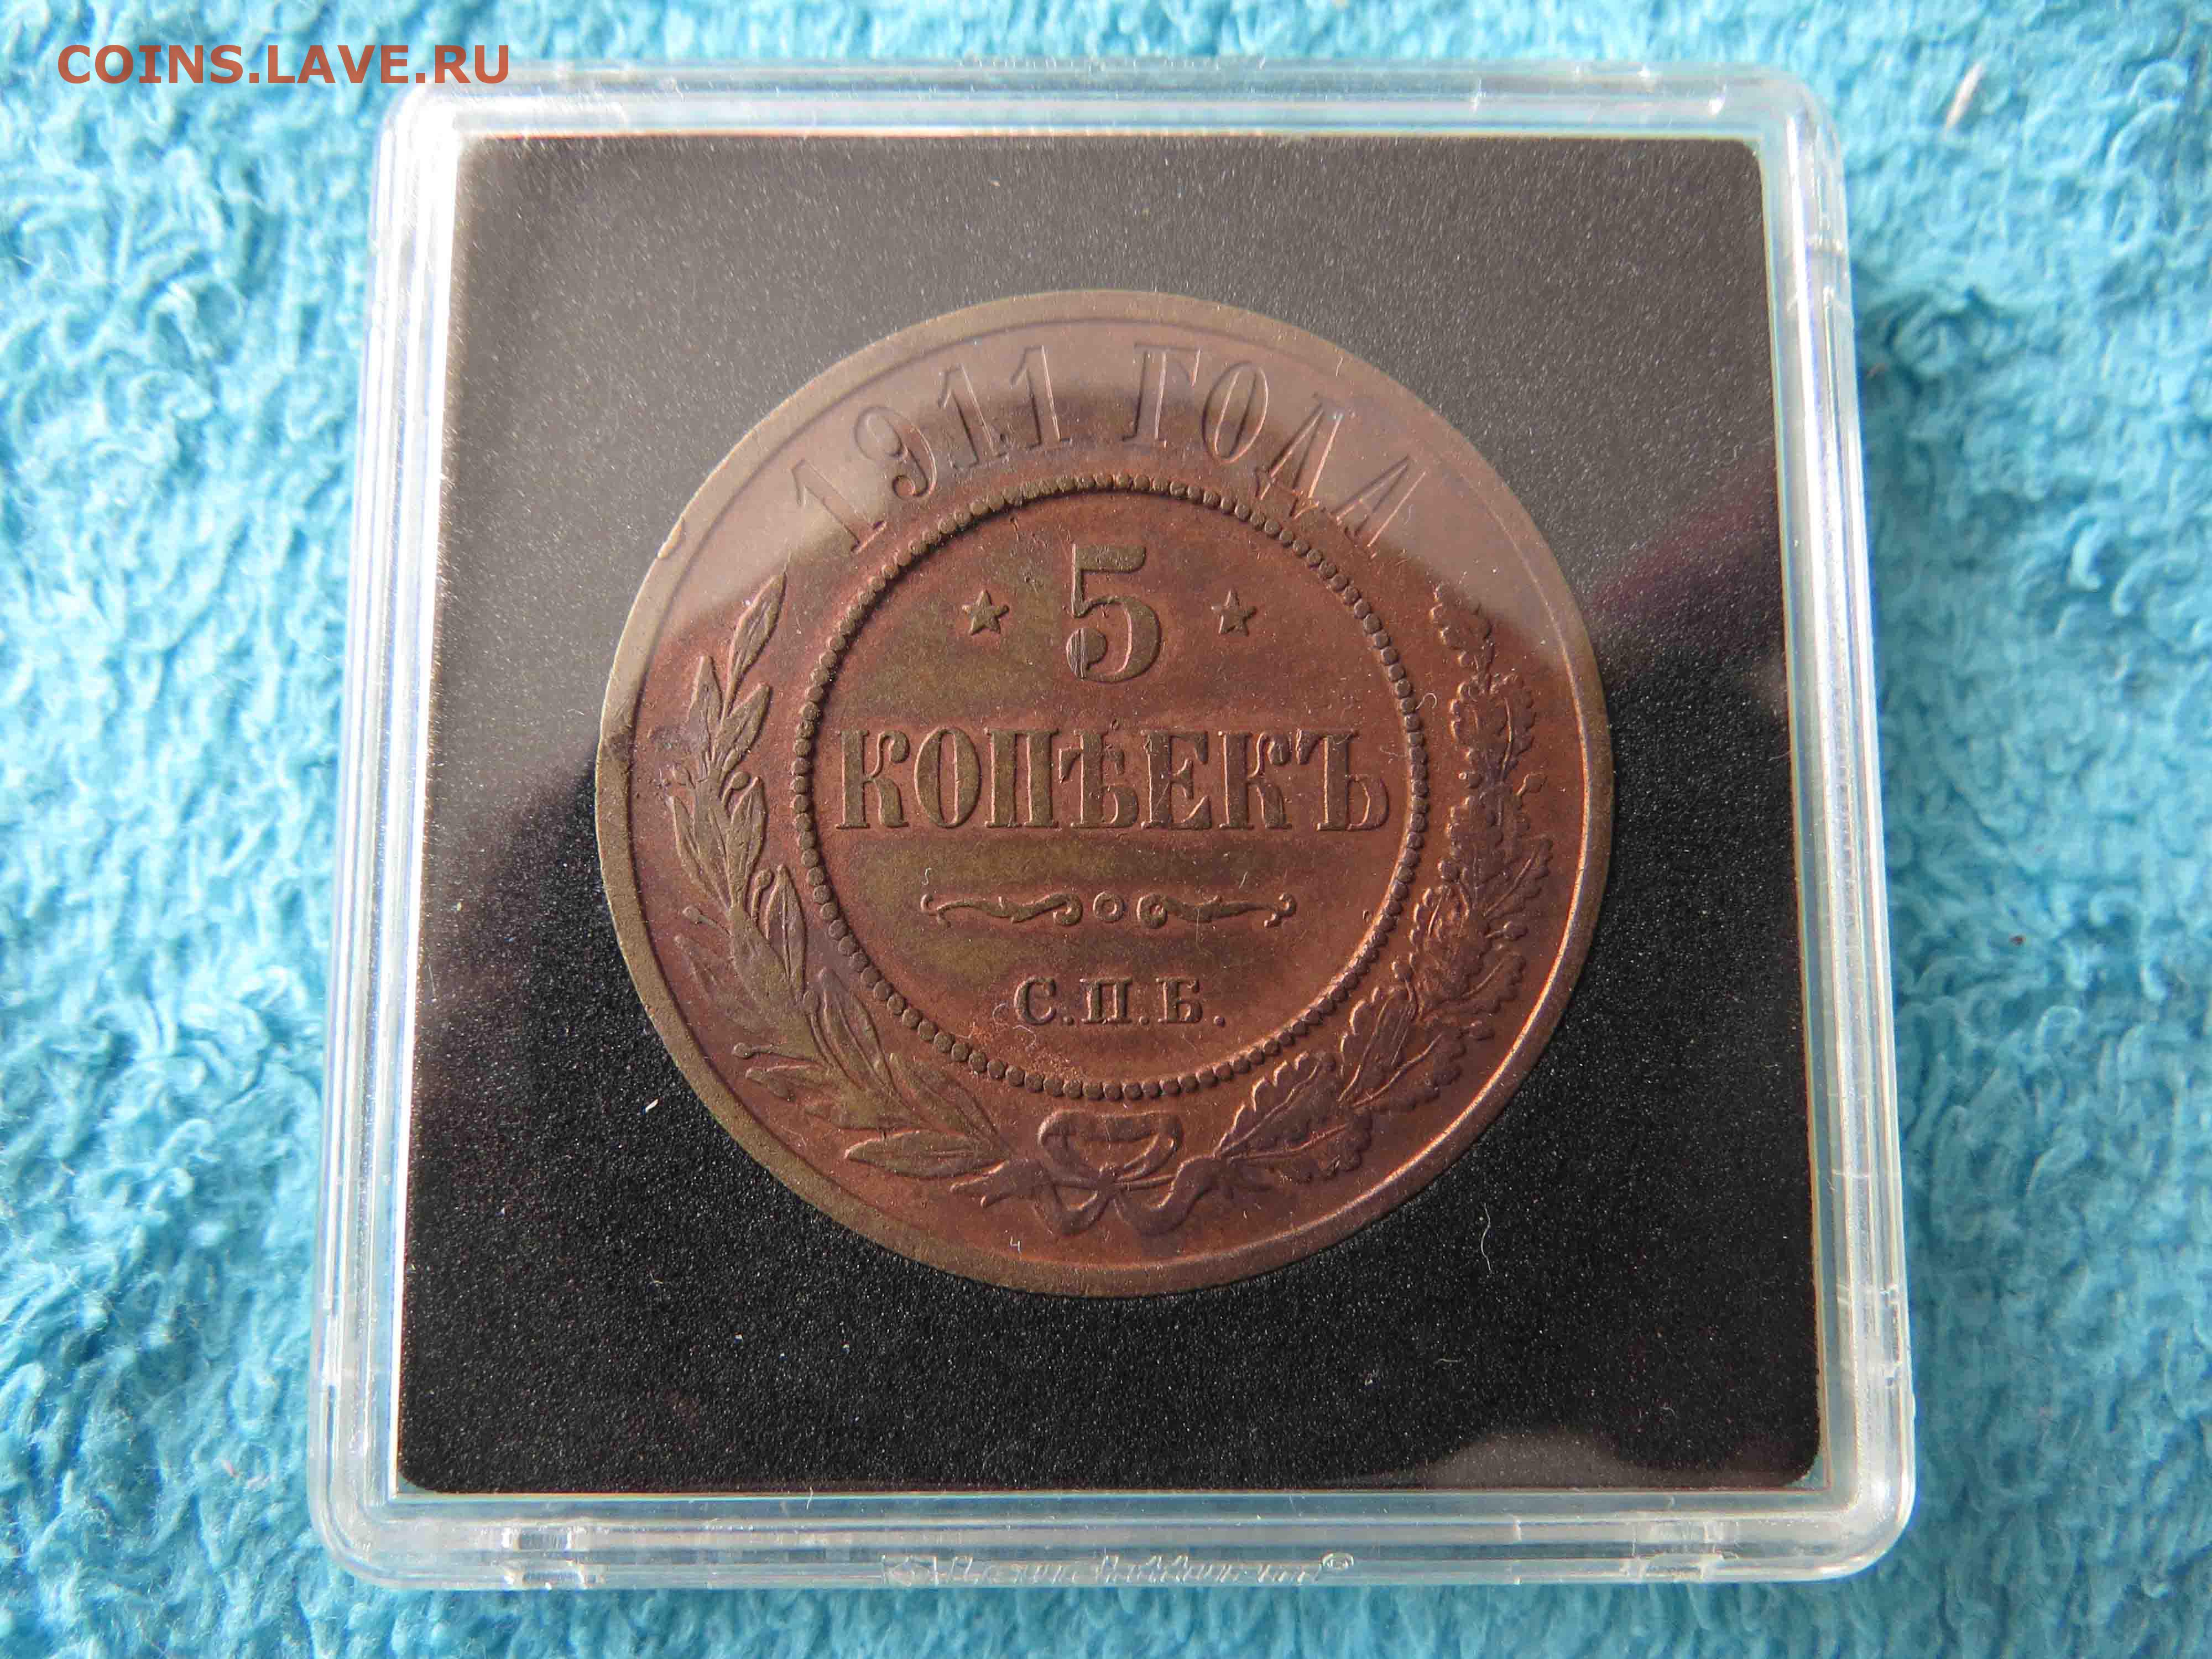 COINS.LAVE.RU
1911 ГОДА
5
КОПѢЕКЪ
С.П.Б.